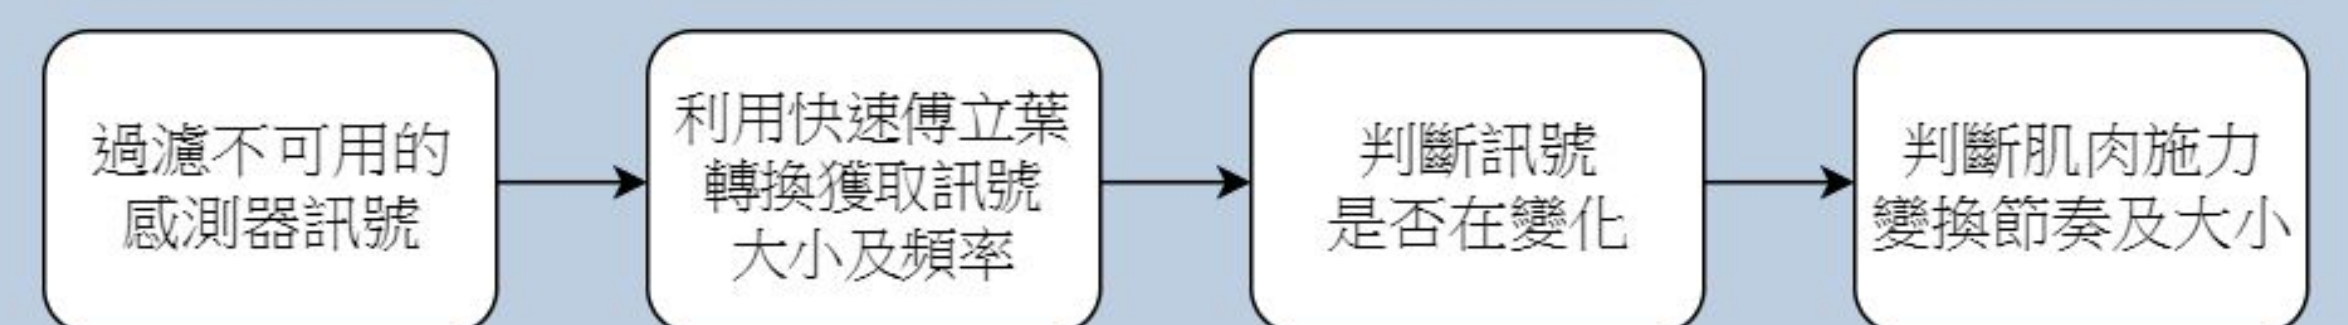 過濾不可用的
感測器訊號
利用快速傅立葉
轉換獲取訊號
大小及頻率
判斷訊號
是否在變化
判斷肌肉施力
變換節奏及大小